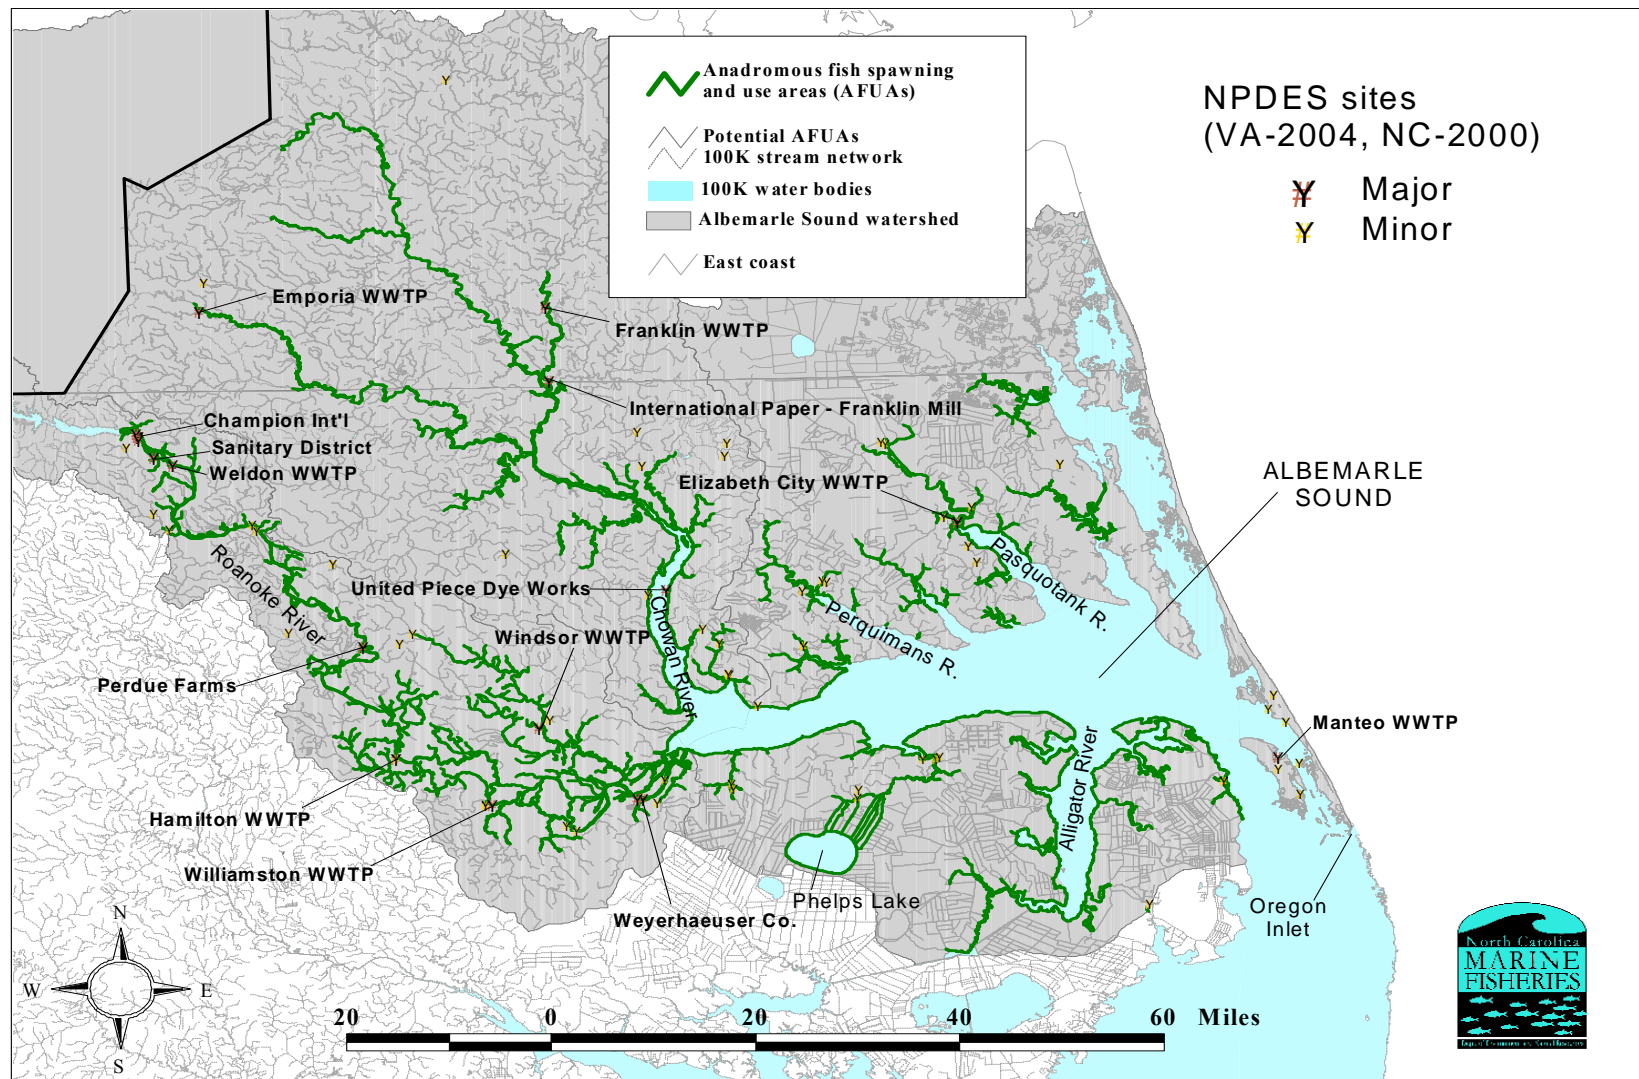 Anadromous fish spawning
and use areas (AFUAs)
Potential AFUAs
100K stream network
100K water bodies
Albemarle Sound watershed
East coast
NPDES sites
(VA-2004, NC-2000)
Major
Minor
Emporia WWTP
Franklin WWTP
International Paper - Franklin Mill
Champion Int'l
Sanitary District
Weldon WWTP
Elizabeth City WWTP
ALBEMARLE
SOUND
Roanoke River
United Piece Dye Works
Windsor WWTP
Chowan River
Perquimans R.
Pasquotank R.
Perdue Farms
Manteo WWTP
Alligator River
Hamilton WWTP
Williamston WWTP
Weyerhaeuser Co.
Phelps Lake
Oregon
Inlet
N
W
E
S
20 0 20 40 60 Miles
North Carolina
MARINE
FISHERIES